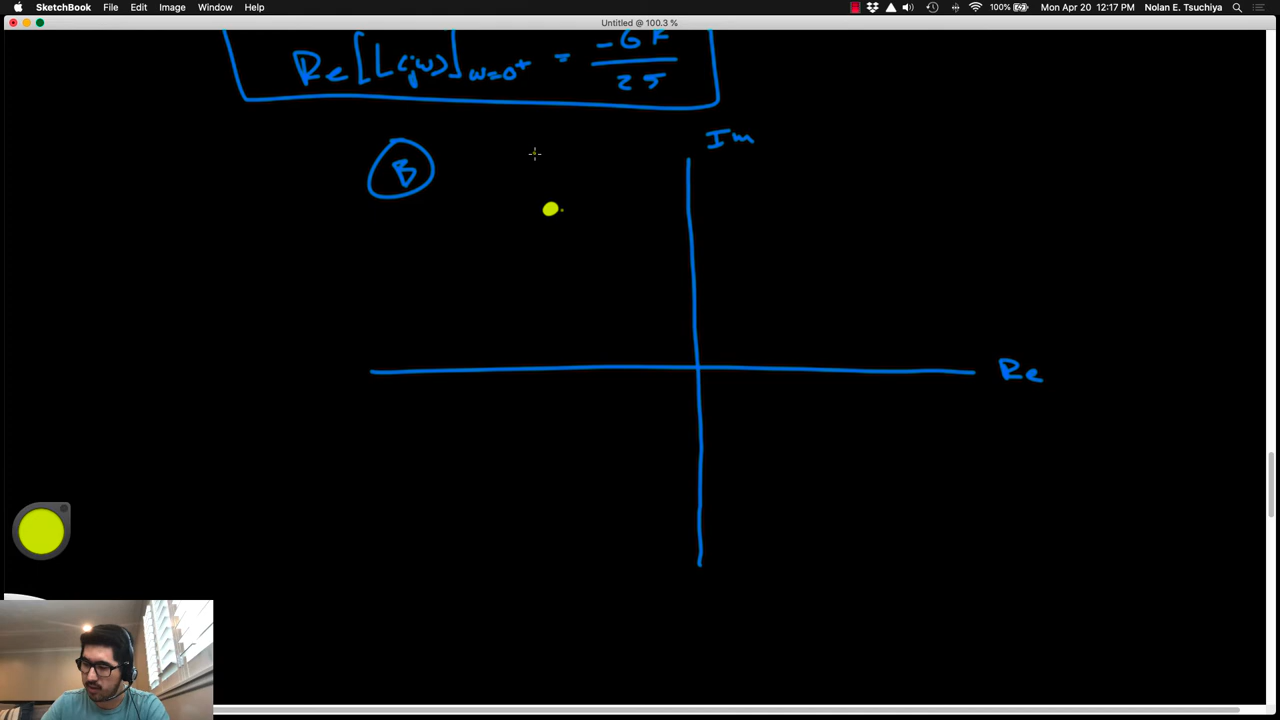 SketchBook File Edit Image Window Help 100% Mon Apr 20 12:17 PM Nolan E. Tsuchiya
Untitled @ 100.3 %
Re[L(jω)]ω=0⁺ = -6K/25
B
Im
Re